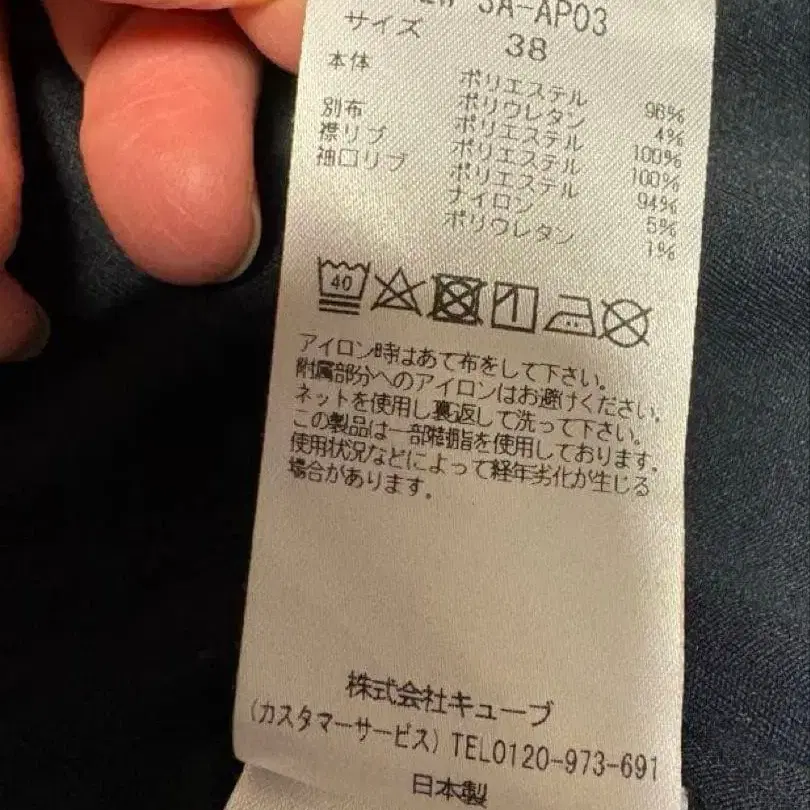 3A-AP03
サイズ 38
本体 ポリエステル 96%
ポリウレタン 4%
別布 ポリエステル 100%
襟リブ ポリエステル 100%
袖口リブ ポリエステル 94%
ナイロン 5%
ポリウレタン 1%
40
アイロン時はあて布をして下さい。
附属部分へのアイロンはお避けください。
ネットを使用し裏返して洗って下さい。
この製品は一部樹脂を使用しております。
使用状況などによって経年劣化が生じる
場合があります。
株式会社キューブ
(カスタマーサービス) TEL0120-973-691
日本製